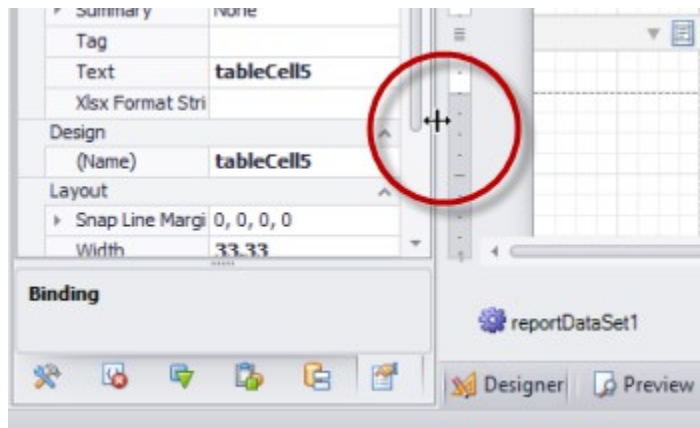 Summary None
Tag
Text tableCell5
Xlsx Format Stri
Design
(Name) tableCell5
Layout
Snap Line Margi 0, 0, 0, 0
Width 33.33
Binding
reportDataSet1
Designer Preview